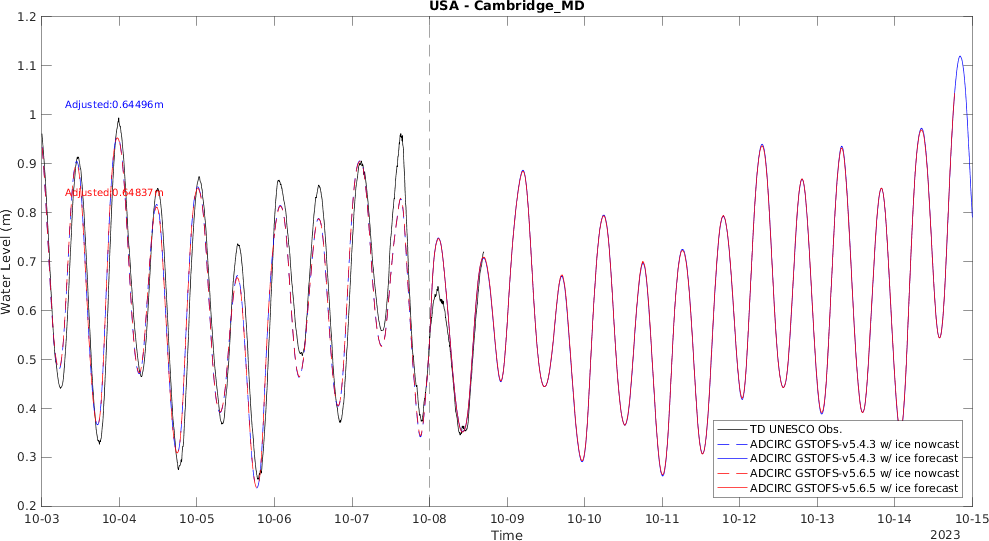 USA - Cambridge_MD
1.2
1.1
1
0.9
0.8
0.7
0.6
0.5
0.4
0.3
0.2
Water Level (m)
Adjusted:0.64496m
Adjusted:0.64837m
TD UNESCO Obs.
ADCIRC GSTOFS-v5.4.3 w/ ice nowcast
ADCIRC GSTOFS-v5.4.3 w/ ice forecast
ADCIRC GSTOFS-v5.6.5 w/ ice nowcast
ADCIRC GSTOFS-v5.6.5 w/ ice forecast
10-03 10-04 10-05 10-06 10-07 10-08 10-09 10-10 10-11 10-12 10-13 10-14 10-15
Time
2023